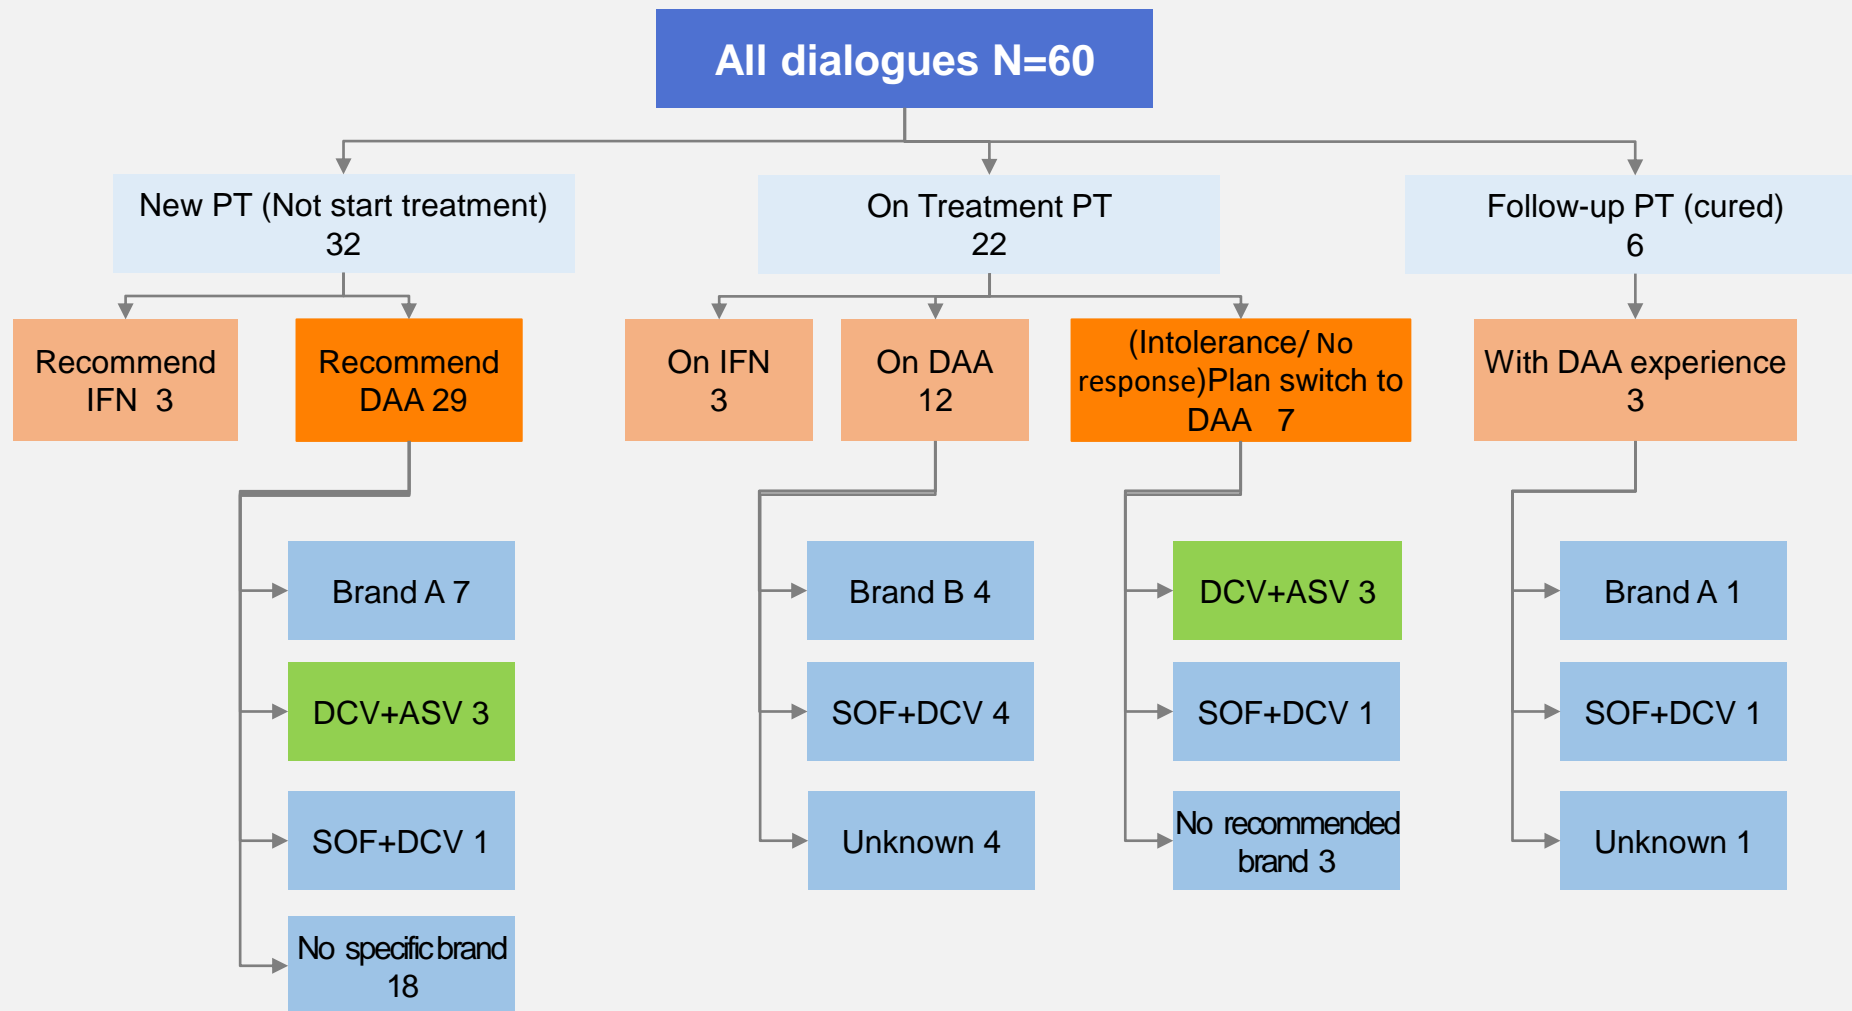 All dialogues N=60
New PT (Not start treatment)
32
On Treatment PT
22
Follow-up PT (cured)
6
Recommend
IFN 3
Recommend
DAA 29
On IFN
3
On DAA
12
(Intolerance/ No
response)Plan switch to
DAA 7
With DAA experience
3
Brand A 7
Brand B 4
DCV+ASV 3
Brand A 1
DCV+ASV 3
SOF+DCV 4
SOF+DCV 1
SOF+DCV 1
SOF+DCV 1
Unknown 4
No recommended
brand 3
Unknown 1
No specific brand
18